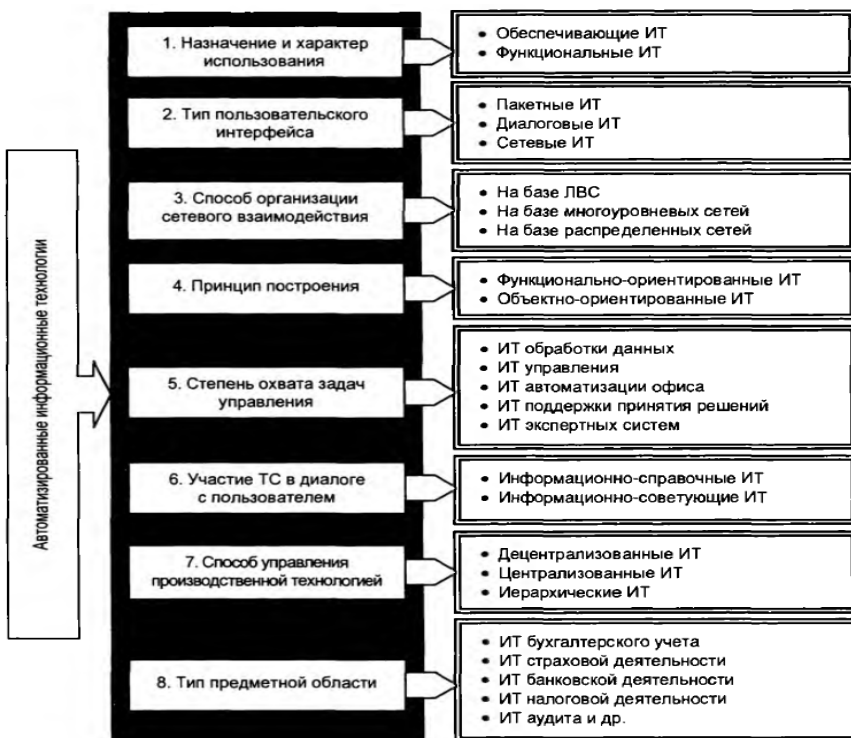 Автоматизированные информационные технологии
1. Назначение и характер
использования
• Обеспечивающие ИТ
• Функциональные ИТ
2. Тип пользовательского
интерфейса
• Пакетные ИТ
• Диалоговые ИТ
• Сетевые ИТ
3. Способ организации
сетевого взаимодействия
• На базе ЛВС
• На базе многоуровневых сетей
• На базе распределенных сетей
4. Принцип построения
• Функционально-ориентированные ИТ
• Объектно-ориентированные ИТ
5. Степень охвата задач
управления
• ИТ обработки данных
• ИТ управления
• ИТ автоматизации офиса
• ИТ поддержки принятия решений
• ИТ экспертных систем
6. Участие ТС в диалоге
с пользователем
• Информационно-справочные ИТ
• Информационно-советующие ИТ
7. Способ управления
производственной технологией
• Децентрализованные ИТ
• Централизованные ИТ
• Иерархические ИТ
8. Тип предметной области
• ИТ бухгалтерского учета
• ИТ страховой деятельности
• ИТ банковской деятельности
• ИТ налоговой деятельности
• ИТ аудита и др.